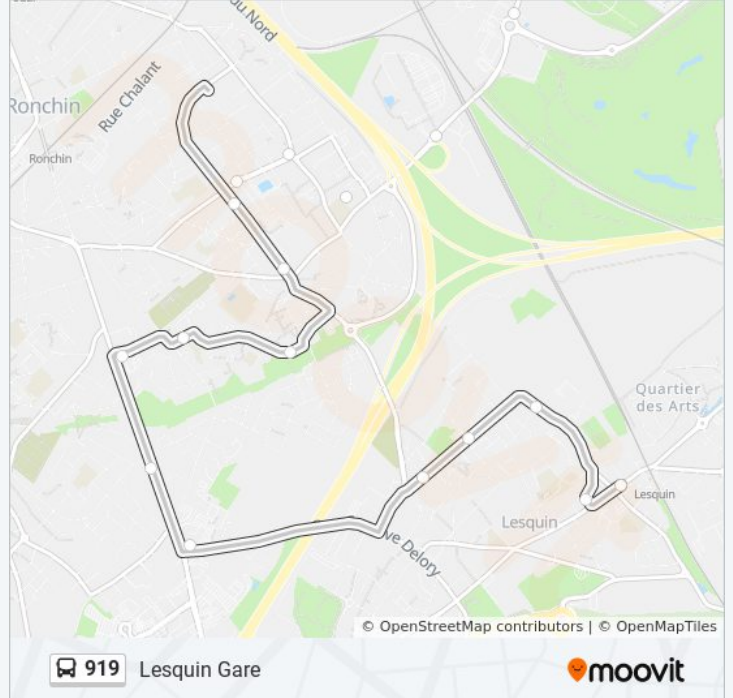 du Nord
Rue Chalant
Ronchin
Ronchin
Quartier
des Arts
Lesquin
Lesquin
ve Delory
© OpenStreetMap contributors | © OpenMapTiles
919 Lesquin Gare
moovit